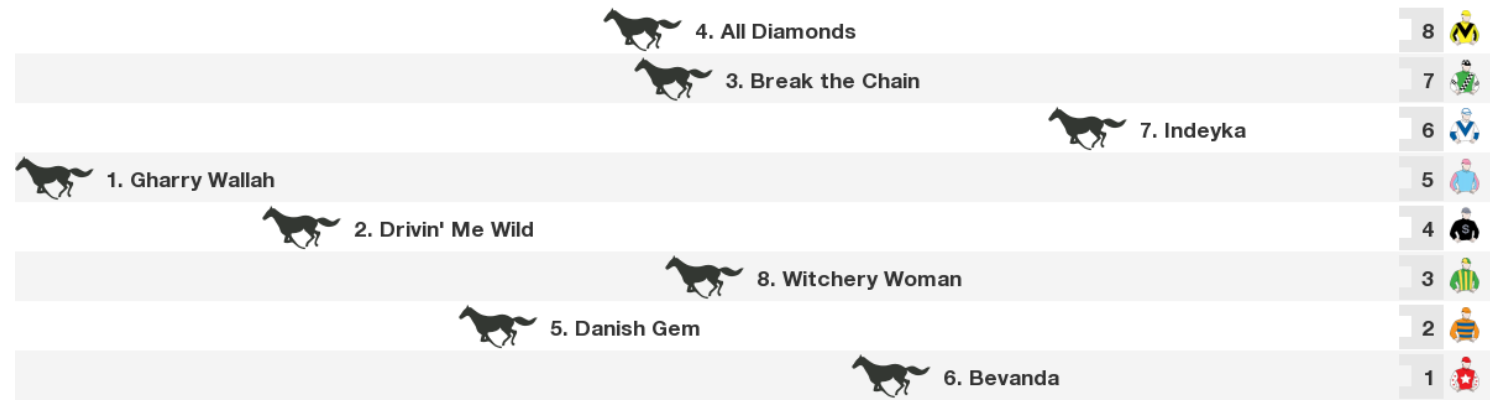 4. All Diamonds 8
3. Break the Chain 7
7. Indeyka 6
1. Gharry Wallah 5
2. Drivin' Me Wild 4
S
8. Witchery Woman 3
5. Danish Gem 2
6. Bevanda 1